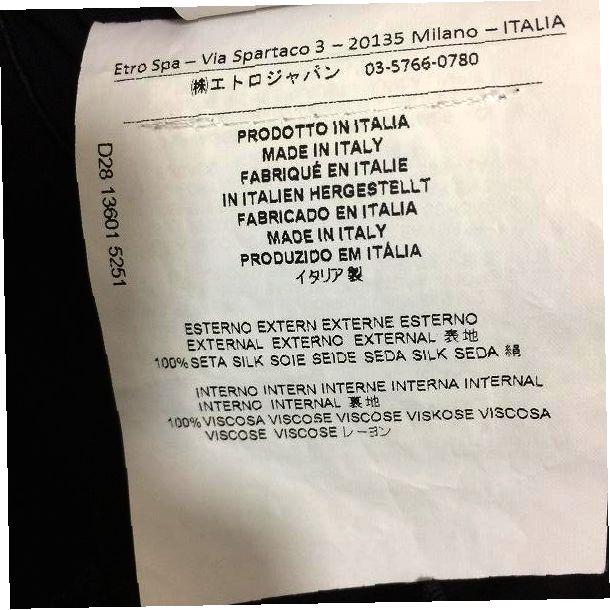 Etro Spa – Via Spartaco 3 – 20135 Milano – ITALIA
㈱エトロジャパン 03-5766-0780
PRODOTTO IN ITALIA
MADE IN ITALY
FABRIQUÉ EN ITALIE
IN ITALIEN HERGESTELLT
FABRICADO EN ITALIA
MADE IN ITALY
PRODUZIDO EM ITÁLIA
イタリア製
D28 13601 5251
ESTERNO EXTERN EXTERNE ESTERNO
EXTERNAL EXTERNO EXTERNAL 表地
100% SETA SILK SOIE SEIDE SEDA SILK SEDA 絹
INTERNO INTERN INTERNE INTERNA INTERNAL
INTERNO INTERNAL 裏地
100% VISCOSA VISCOSE VISCOSE VISKOSE VISCOSA
VISCOSE VISCOSE レーヨン